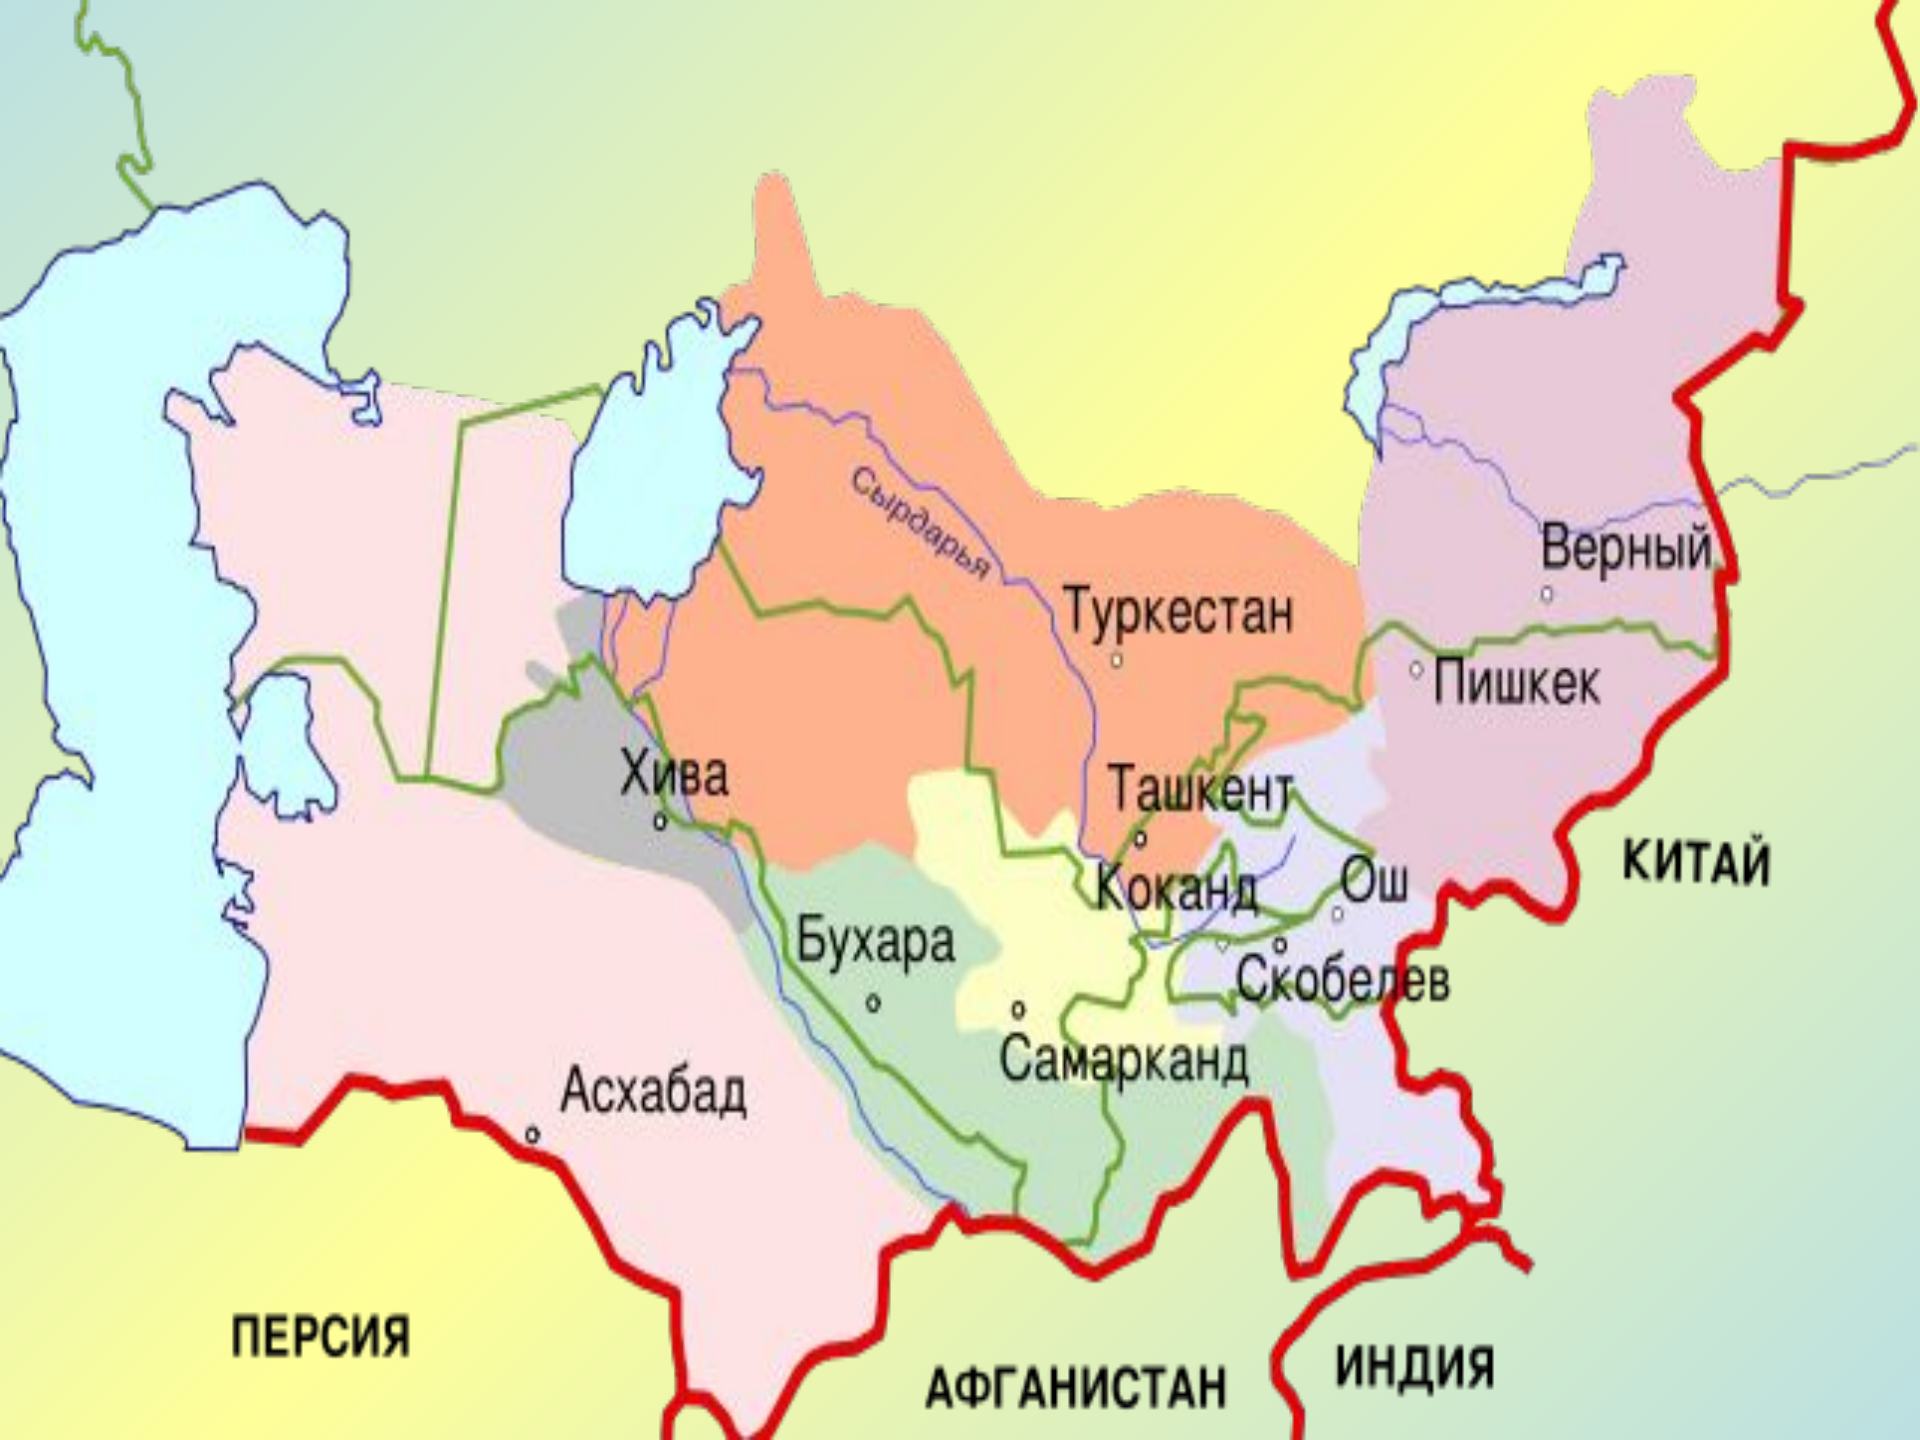 Сырдарья
Верный
Туркестан
Пишкек
Хива
Ташкент
КИТАЙ
Коканд
Ош
Бухара
Скобелев
Самарканд
Асхабад
ПЕРСИЯ
АФГАНИСТАН
ИНДИЯ